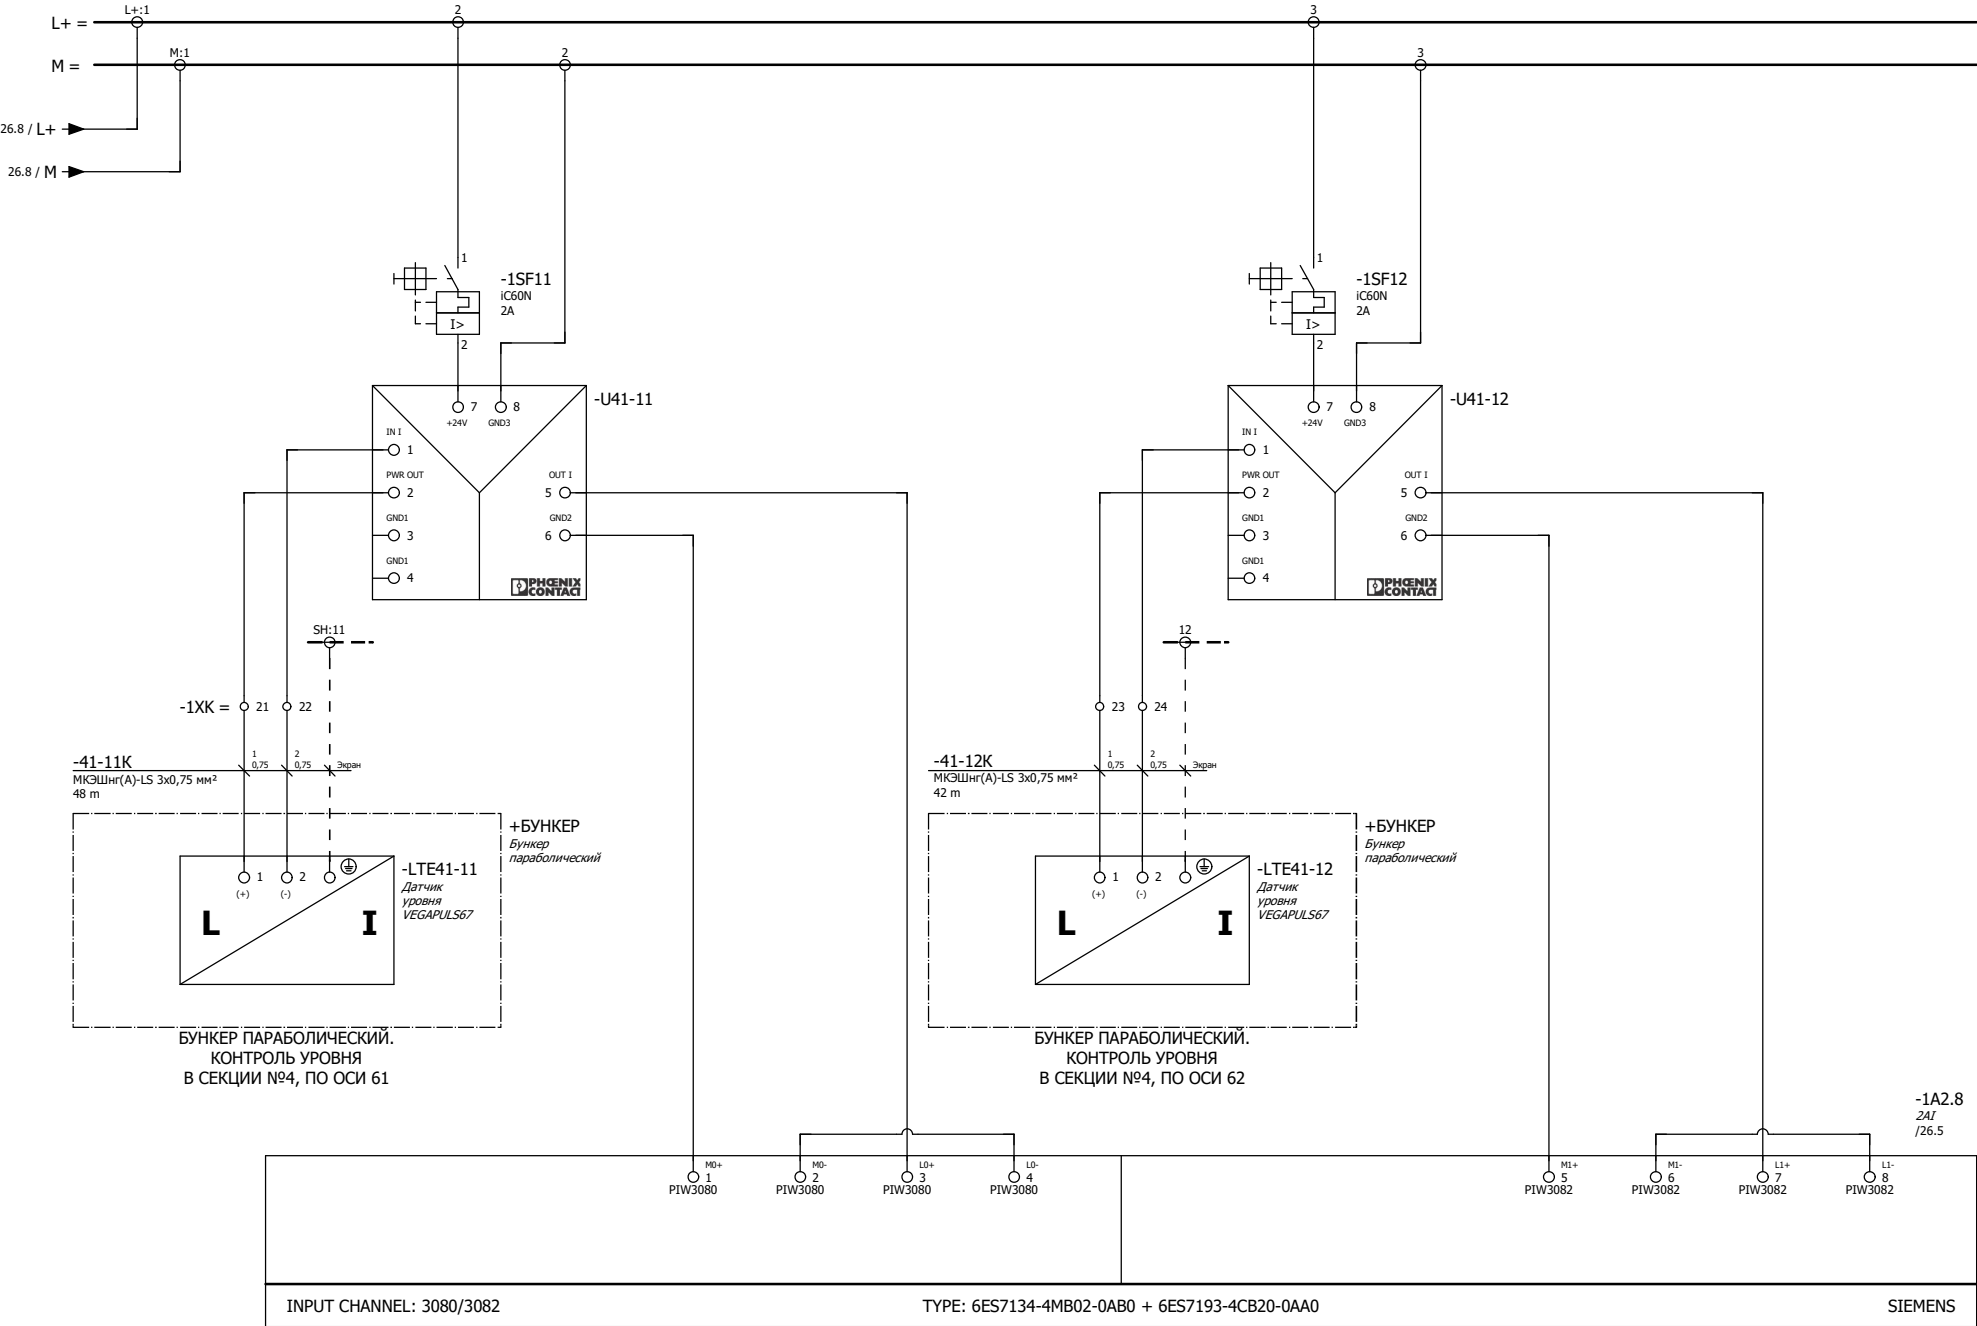 L+ =
L+:1
2
3
M =
M:1
2
3
26.8 / L+
26.8 / M
1
-1SF11
iC60N
2A
I>
2
1
-1SF12
iC60N
2A
I>
2
-U41-11
7
8
+24V
GND3
IN I
1
PWR OUT
2
GND1
3
GND1
4
OUT I
5
GND2
6
PHŒNIX
CONTACT
-U41-12
7
8
+24V
GND3
IN I
1
PWR OUT
2
GND1
3
GND1
4
OUT I
5
GND2
6
PHŒNIX
CONTACT
SH:11
12
-1XK =
21
22
23
24
-41-11K
МКЭШнг(А)-LS 3x0,75 мм²
48 m
1
0,75
2
0,75
Экран
-41-12K
МКЭШнг(А)-LS 3x0,75 мм²
42 m
1
0,75
2
0,75
Экран
+БУНКЕР
Бункер
параболический
-LTE41-11
Датчик
уровня
VEGAPULS67
1
2
(+)
(-)
L
I
БУНКЕР ПАРАБОЛИЧЕСКИЙ.
КОНТРОЛЬ УРОВНЯ
В СЕКЦИИ №4, ПО ОСИ 61
+БУНКЕР
Бункер
параболический
-LTE41-12
Датчик
уровня
VEGAPULS67
1
2
(+)
(-)
L
I
БУНКЕР ПАРАБОЛИЧЕСКИЙ.
КОНТРОЛЬ УРОВНЯ
В СЕКЦИИ №4, ПО ОСИ 62
-1A2.8
2AI
/26.5
M0+
1
PIW3080
M0-
2
PIW3080
L0+
3
PIW3080
L0-
4
PIW3080
M1+
5
PIW3082
M1-
6
PIW3082
L1+
7
PIW3082
L1-
8
PIW3082
INPUT CHANNEL: 3080/3082
TYPE: 6ES7134-4MB02-0AB0 + 6ES7193-4CB20-0AA0
SIEMENS